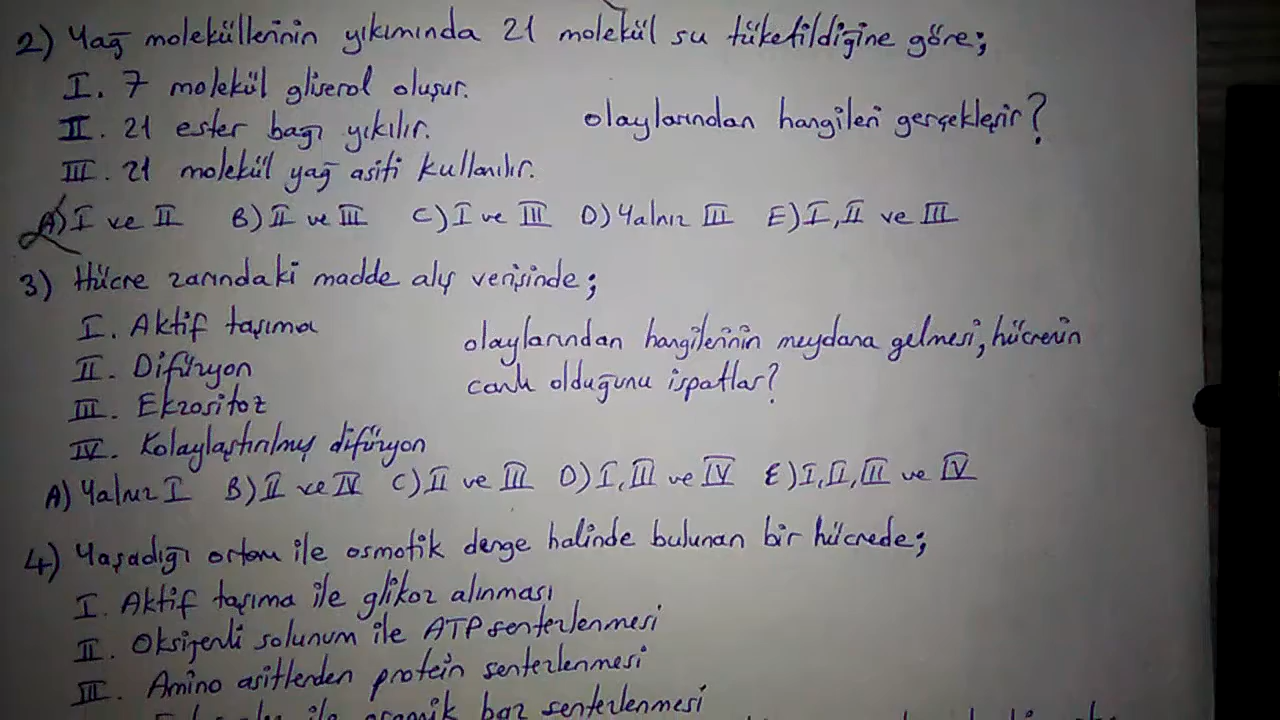 2) Yağ moleküllerinin yıkımında 21 molekül su tüketildiğine göre;
I. 7 molekül gliserol oluşur.
II. 21 ester bağı yıkılır.
III. 21 molekül yağ asiti kullanılır.
olaylarından hangileri gerçekleşir?
A) I ve II B) II ve III C) I ve III D) Yalnız III E) I, II ve III
3) Hücre zarındaki madde alış verişinde;
I. Aktif taşıma
II. Difüzyon
III. Ekzositoz
IV. Kolaylaştırılmış difüzyon
olaylarından hangilerinin meydana gelmesi, hücrenin
canlı olduğunu ispatlar?
A) Yalnız I B) II ve IV C) II ve III D) I, III ve IV E) I, II, III ve IV
4) Yaşadığı ortam ile osmotik denge halinde bulunan bir hücrede;
I. Aktif taşıma ile glikoz alınması
II. Oksijenli solunum ile ATP sentezlenmesi
III. Amino asitlerden protein sentezlenmesi
ile organik baz sentezlenmesi